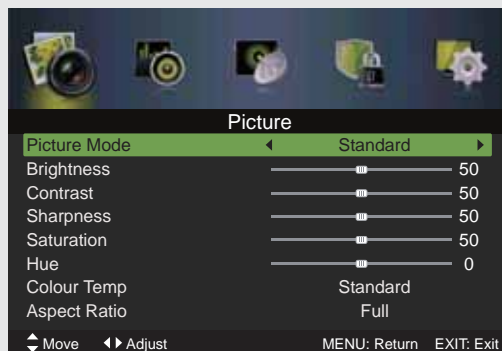 Picture
Picture Mode Standard
Brightness 50
Contrast 50
Sharpness 50
Saturation 50
Hue 0
Colour Temp Standard
Aspect Ratio Full
Move Adjust MENU: Return EXIT: Exit